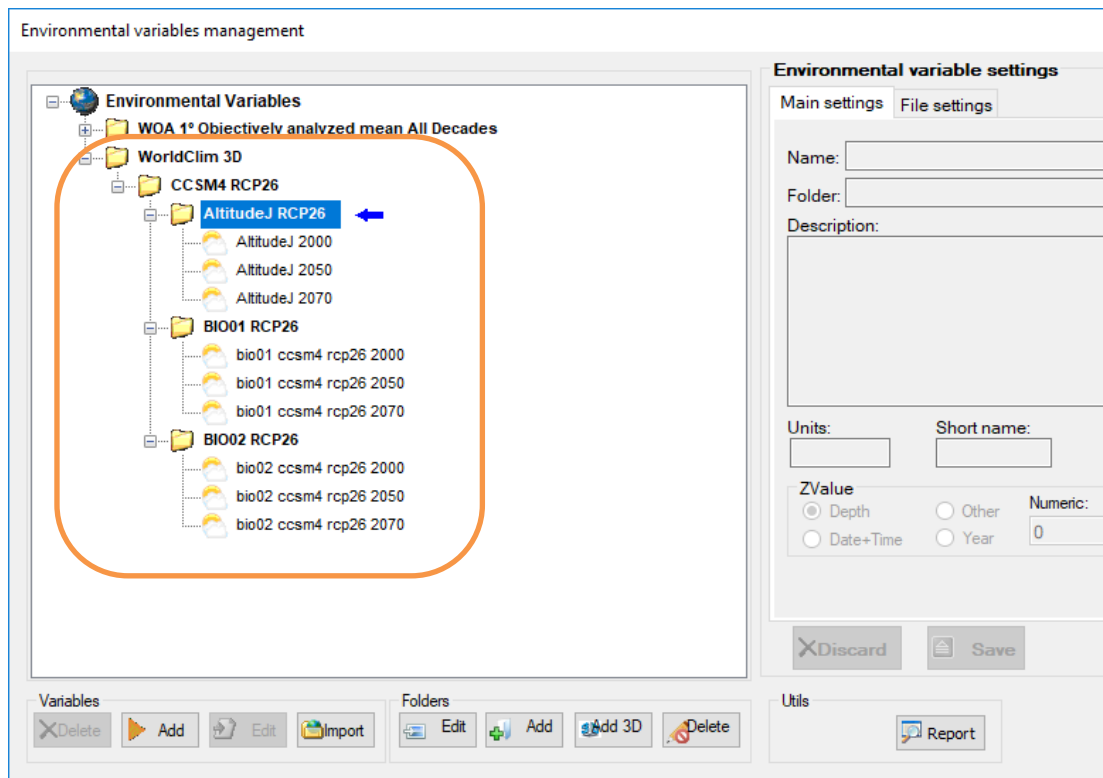 Environmental variables management
Environmental Variables
WOA 1º Objectively analyzed mean All Decades
WorldClim 3D
CCSM4 RCP26
AltitudeJ RCP26
AltitudeJ 2000
AltitudeJ 2050
AltitudeJ 2070
BIO01 RCP26
bio01 ccsm4 rcp26 2000
bio01 ccsm4 rcp26 2050
bio01 ccsm4 rcp26 2070
BIO02 RCP26
bio02 ccsm4 rcp26 2000
bio02 ccsm4 rcp26 2050
bio02 ccsm4 rcp26 2070
Environmental variable settings
Main settings File settings
Name:
Folder:
Description:
Units: Short name:
ZValue
Depth Other Numeric:
Date+Time Year 0
Discard Save
Variables
Delete Add Edit Import
Folders
Edit Add Add 3D Delete
Utils
Report